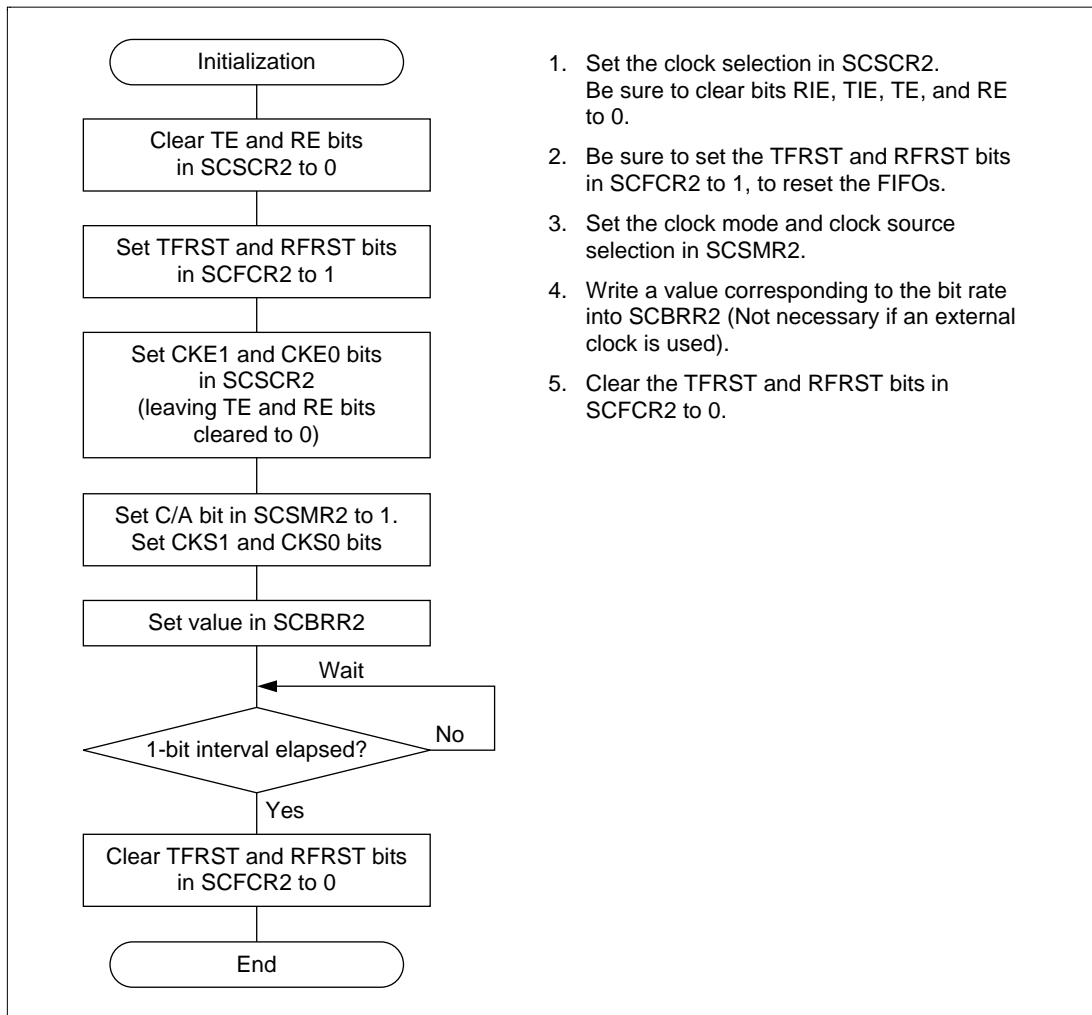 Initialization
Clear TE and RE bits
in SCSCR2 to 0
Set TFRST and RFRST bits
in SCFCR2 to 1
Set CKE1 and CKE0 bits
in SCSCR2
(leaving TE and RE bits
cleared to 0)
Set C/A bit in SCSMR2 to 1.
Set CKS1 and CKS0 bits
Set value in SCBRR2
Wait
1-bit interval elapsed?
No
Yes
Clear TFRST and RFRST bits
in SCFCR2 to 0
End
1. Set the clock selection in SCSCR2.
Be sure to clear bits RIE, TIE, TE, and RE
to 0.
2. Be sure to set the TFRST and RFRST bits
in SCFCR2 to 1, to reset the FIFOs.
3. Set the clock mode and clock source
selection in SCSMR2.
4. Write a value corresponding to the bit rate
into SCBRR2 (Not necessary if an external
clock is used).
5. Clear the TFRST and RFRST bits in
SCFCR2 to 0.